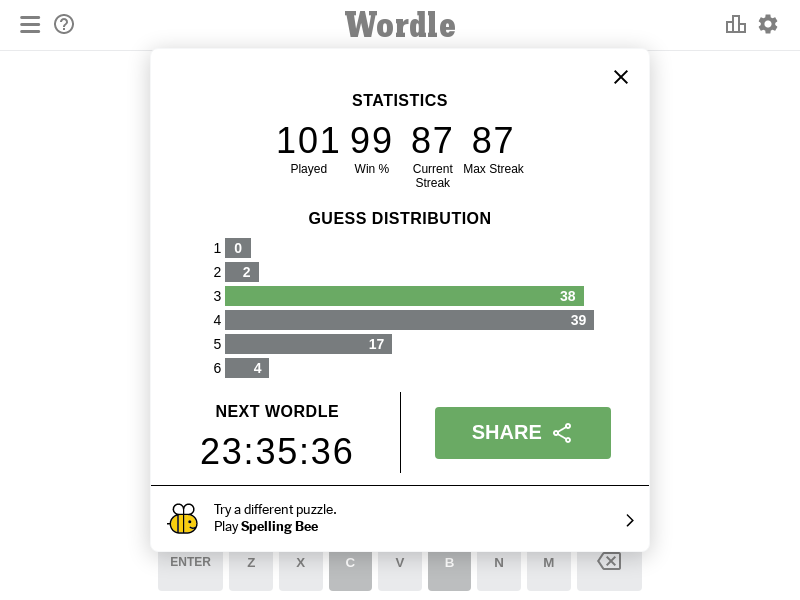 Wordle
STATISTICS
101 99 87 87
Played Win % Current Streak Max Streak
GUESS DISTRIBUTION
1 0
2 2
3 38
4 39
5 17
6 4
NEXT WORDLE
23:35:36
SHARE
Try a different puzzle.
Play Spelling Bee
ENTER Z X C V B N M